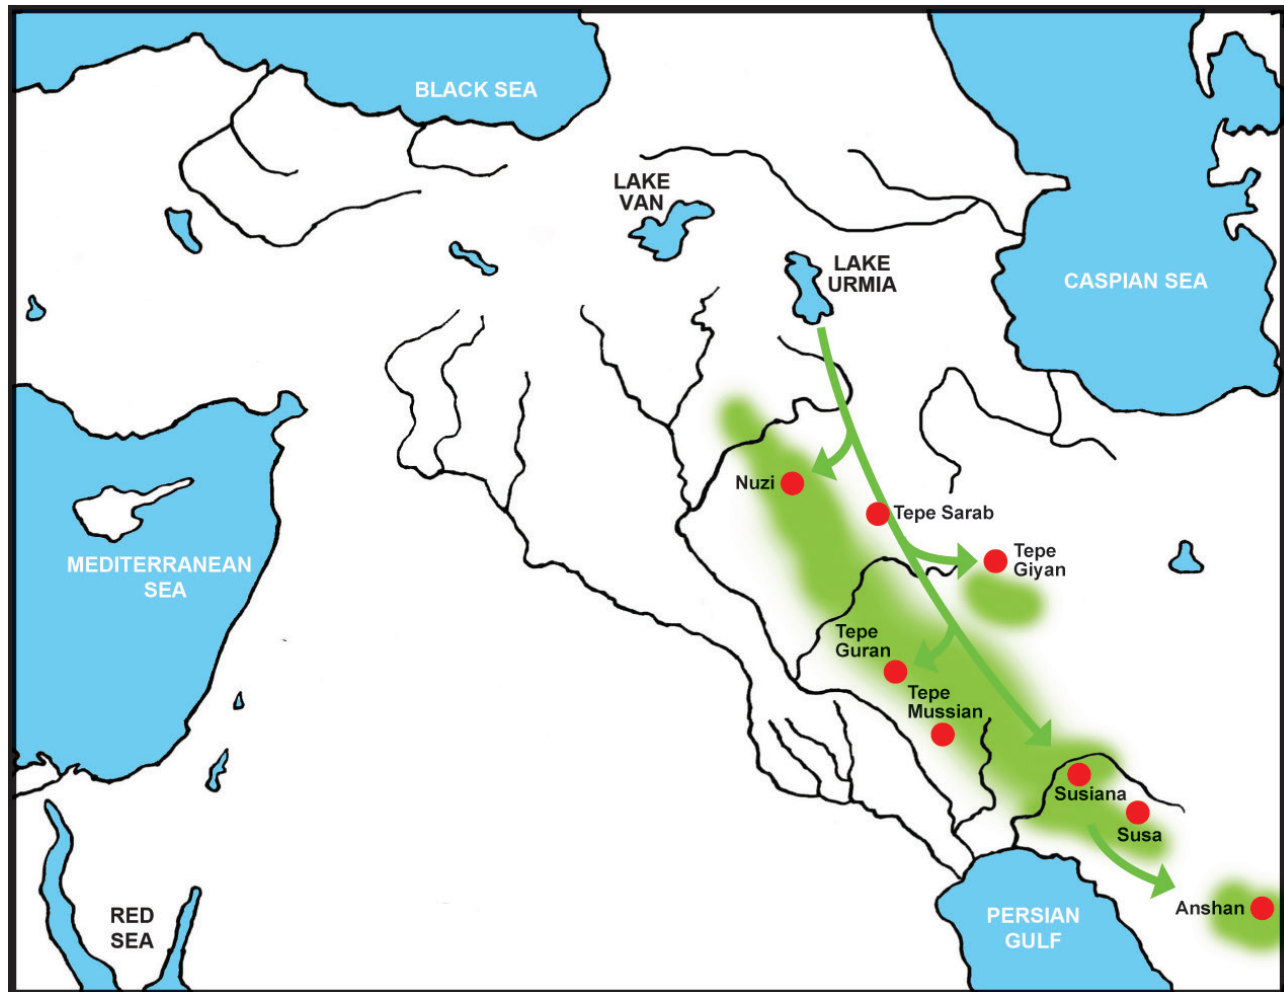 BLACK SEA
LAKE
VAN
LAKE
URMIA
CASPIAN SEA
Nuzi
Tepe Sarab
Tepe
Giyan
MEDITERRANEAN
SEA
Tepe
Guran
Tepe
Mussian
Susiana
Susa
Anshan
RED
SEA
PERSIAN
GULF